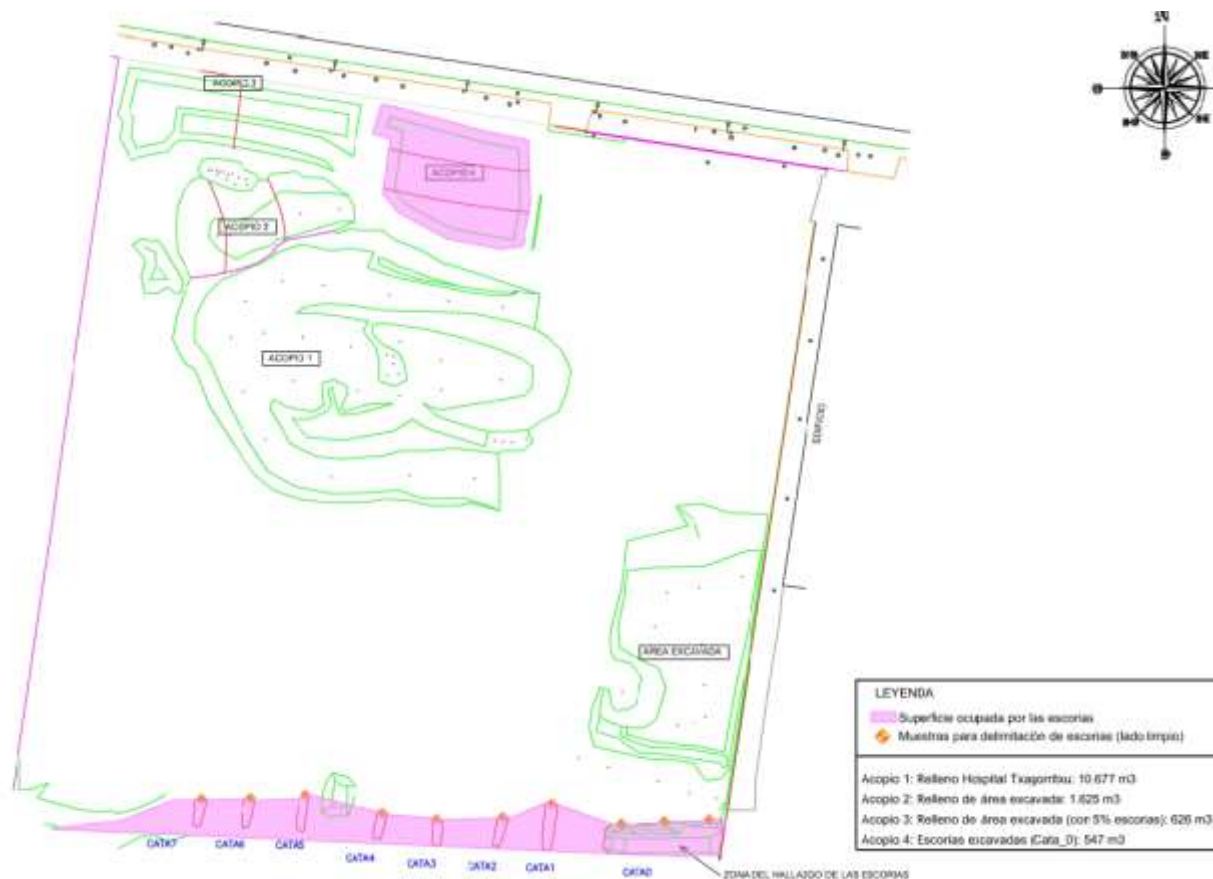 N
NE
O
E
SE
S
ACOPIO 3
ACOPIO 4
ACOPIO 2
ACOPIO 1
AREA EXCAVADA
LEYENDA
Superficie ocupada por las escorias
Muestras para delimitación de escorias (lado limpio)
Acopio 1: Relleno Hospital Txagorritxu: 10.677 m3
Acopio 2: Relleno de área excavada: 1.625 m3
Acopio 3: Relleno de área excavada (con 5% escorias): 626 m3
Acopio 4: Escorias excavadas (Cata_0): 547 m3
CATA7
CATA6
CATA5
CATA4
CATA3
CATA2
CATA1
CATA0
ZONA DEL HALLAZGO DE LAS ESCORIAS